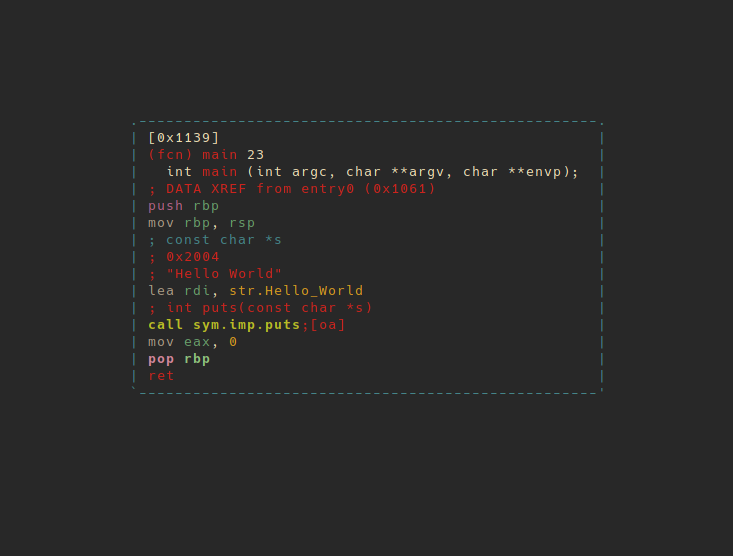 [0x1139]
(fcn) main 23
int main (int argc, char **argv, char **envp);
; DATA XREF from entry0 (0x1061)
push rbp
mov rbp, rsp
; const char *s
; 0x2004
; "Hello World"
lea rdi, str.Hello_World
; int puts(const char *s)
call sym.imp.puts;[oa]
mov eax, 0
pop rbp
ret